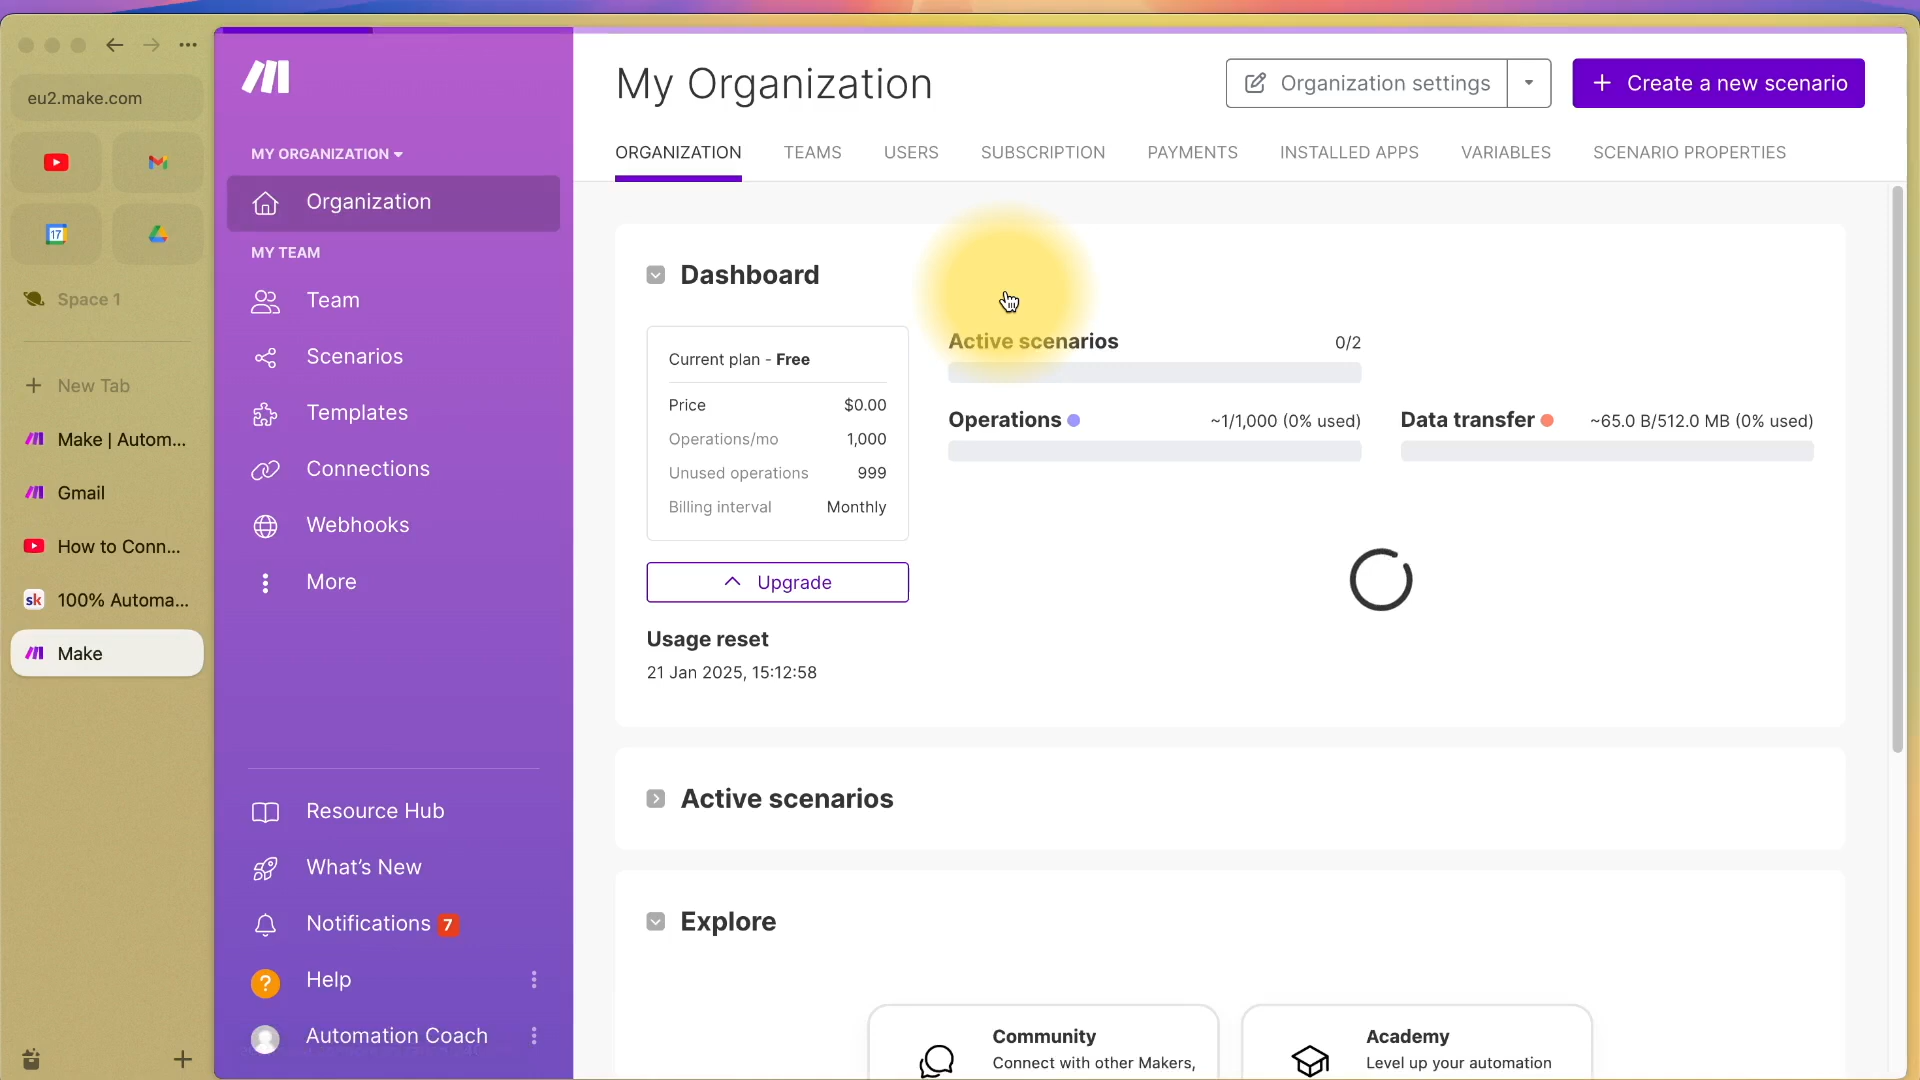 eu2.make.com
17
Space 1
New Tab
Make | Autom...
Gmail
How to Conn...
sk 100% Automa...
Make
MY ORGANIZATION
Organization
MY TEAM
Team
Scenarios
Templates
Connections
Webhooks
More
Resource Hub
What's New
Notifications 7
? Help
Automation Coach
My Organization
Organization settings
+ Create a new scenario
ORGANIZATION TEAMS USERS SUBSCRIPTION PAYMENTS INSTALLED APPS VARIABLES SCENARIO PROPERTIES
Dashboard
Current plan - Free
Price $0.00
Operations/mo 1,000
Unused operations 999
Billing interval Monthly
Upgrade
Usage reset
21 Jan 2025, 15:12:58
Active scenarios 0/2
Operations ~1/1,000 (0% used)
Data transfer ~65.0 B/512.0 MB (0% used)
Active scenarios
Explore
Community
Connect with other Makers,
Academy
Level up your automation